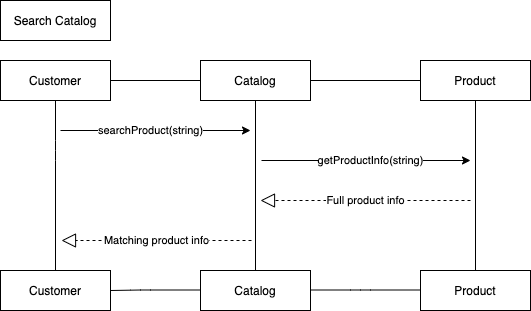 Search Catalog
Customer
Catalog
Product
searchProduct(string)
getProductInfo(string)
Full product info
Matching product info
Customer
Catalog
Product